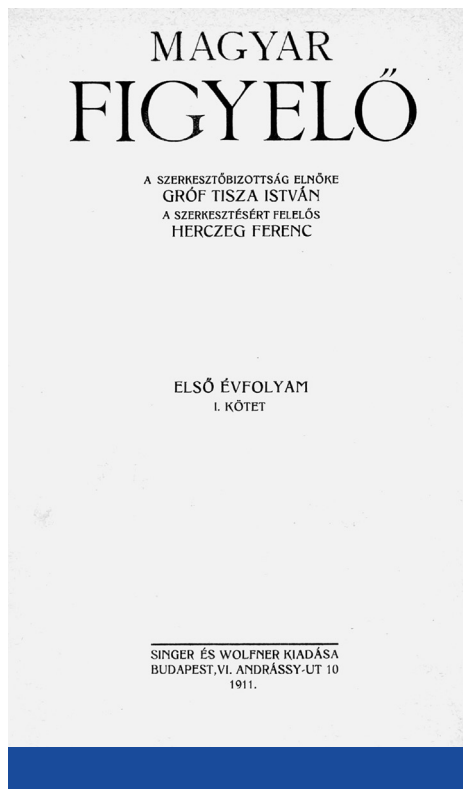 MAGYAR
FIGYELŐ
A SZERKESZTŐBIZOTTSÁG ELNÖKE
GRÓF TISZA ISTVÁN
A SZERKESZTÉSÉRT FELELŐS
HERCZEG FERENC
ELSŐ ÉVFOLYAM
I. KÖTET
SINGER ÉS WOLFNER KIADÁSA
BUDAPEST, VI. ANDRÁSSY-UT 10
1911.